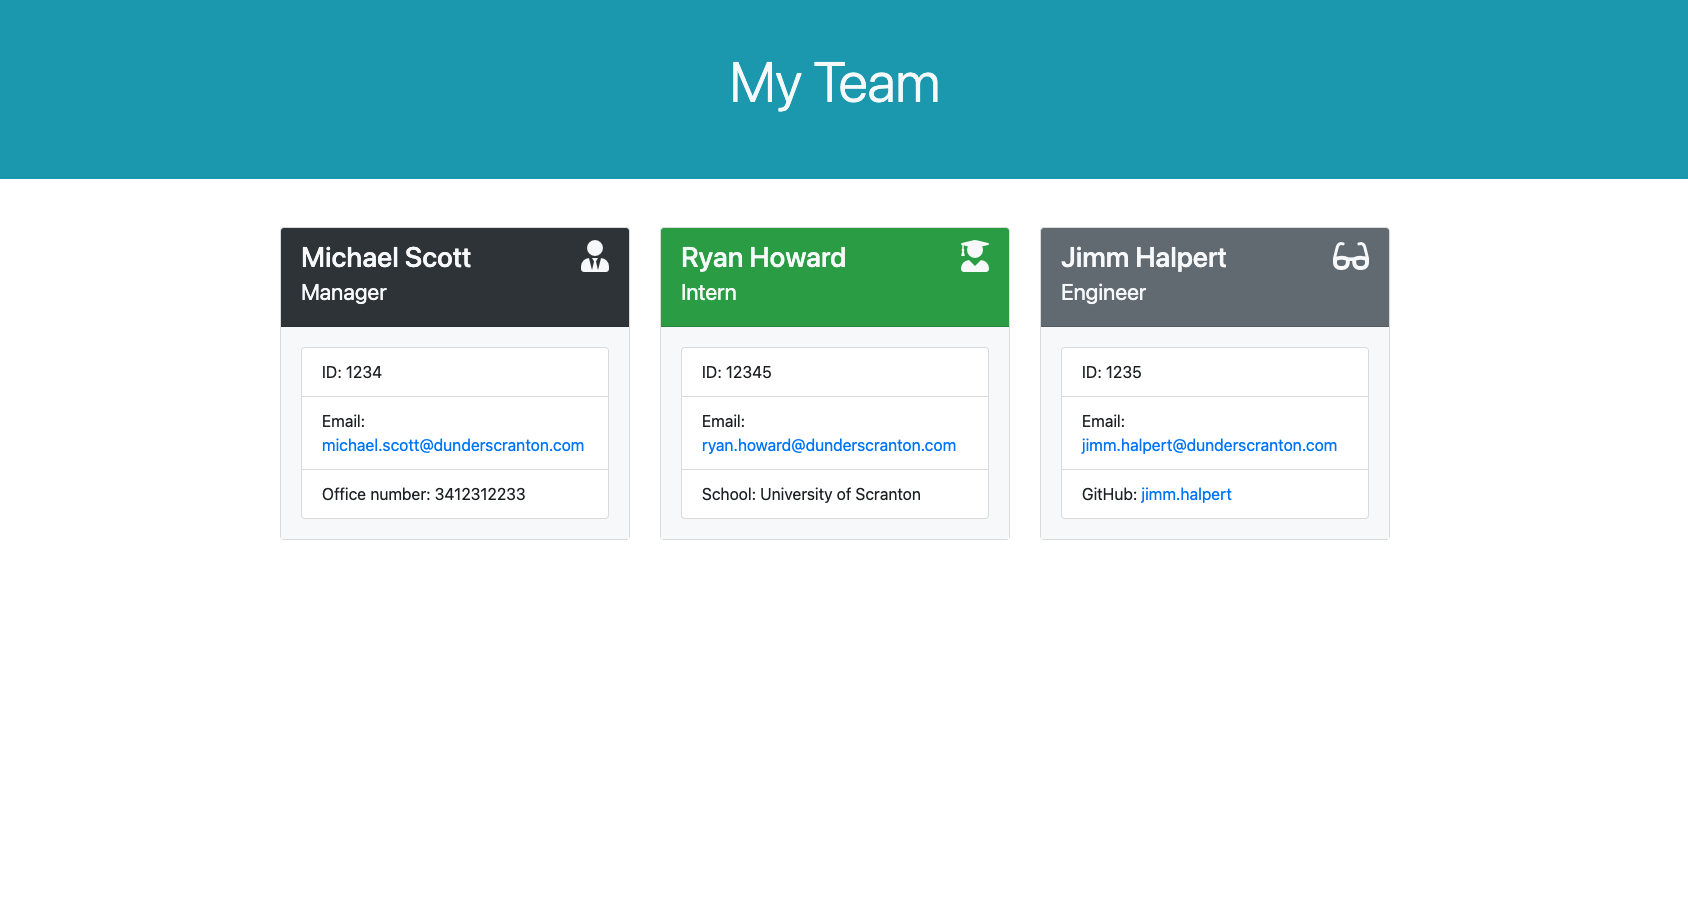 My Team
Michael Scott
Manager
ID: 1234
Email:
michael.scott@dunderscranton.com
Office number: 3412312233
Ryan Howard
Intern
ID: 12345
Email:
ryan.howard@dunderscranton.com
School: University of Scranton
Jimm Halpert
Engineer
ID: 1235
Email:
jimm.halpert@dunderscranton.com
GitHub: jimm.halpert